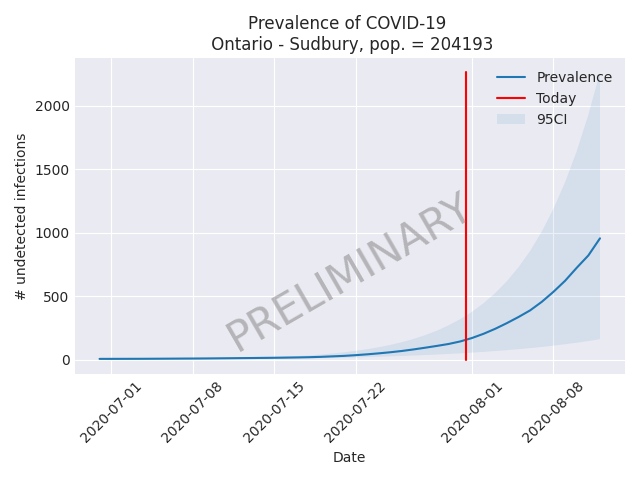 Prevalence of COVID-19
Ontario - Sudbury, pop. = 204193
Prevalence
Today
95CI
# undetected infections
2000
1500
1000
500
0
PRELIMINARY
2020-07-01
2020-07-08
2020-07-15
2020-07-22
2020-08-01
2020-08-08
Date